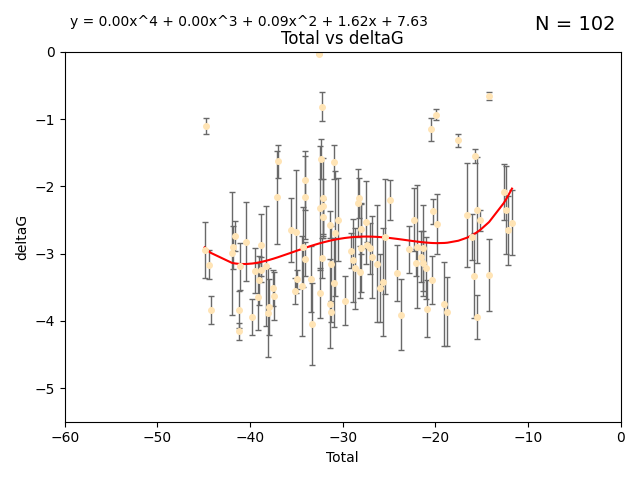 y = 0.00x^4 + 0.00x^3 + 0.09x^2 + 1.62x + 7.63
N = 102
Total vs deltaG
deltaG
0
−1
−2
−3
−4
−5
−60 −50 −40 −30 −20 −10 0
Total